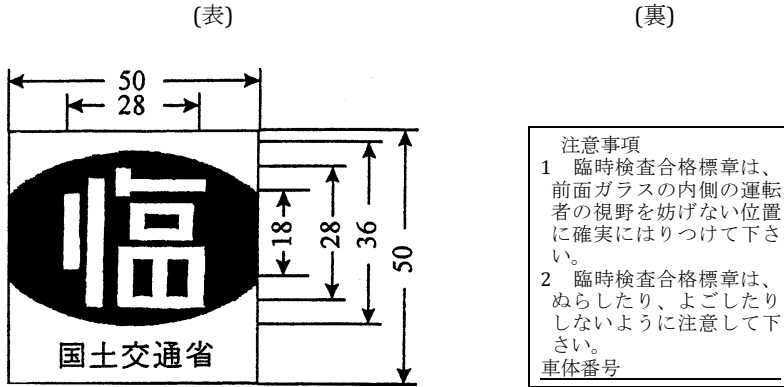 (表)
(裏)
50
28
18
28
36
50
臨
国土交通省
注意事項
1　臨時検査合格標章は、
前面ガラスの内側の運転
者の視野を妨げない位置
に確実にはりつけて下さ
い。
2　臨時検査合格標章は、
ぬらしたり、よごしたり
しないように注意して下
さい。
車体番号